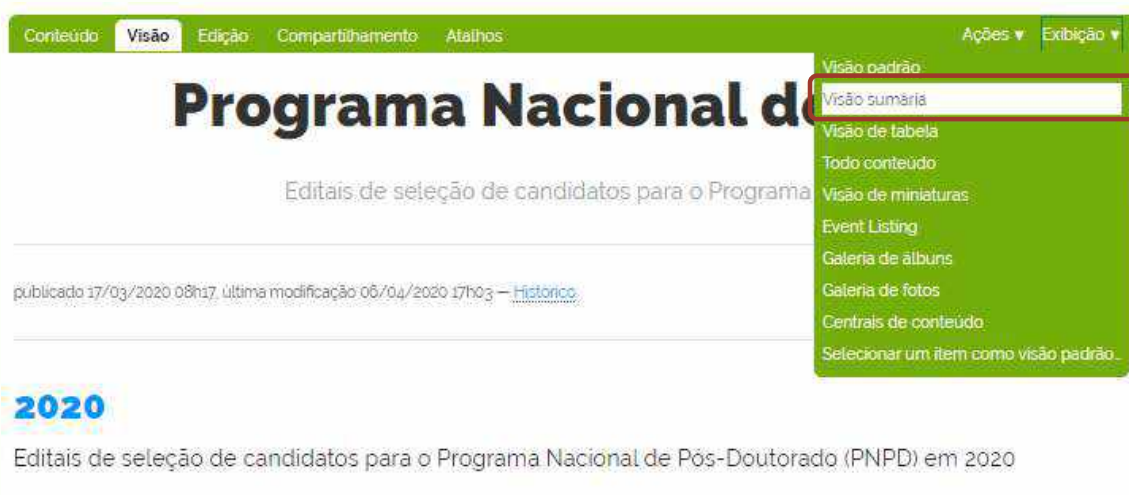 Conteúdo Visão Edição Compartilhamento Atalhos Ações ▾ Exibição ▾
Visão padrão
Visão sumária
Visão de tabela
Todo conteúdo
Visão de miniaturas
Event Listing
Galeria de álbuns
Galeria de fotos
Centrais de conteúdo
Selecionar um item como visão padrão...
Programa Nacional de
Editais de seleção de candidatos para o Programa
publicado 17/03/2020 08h17, última modificação 06/04/2020 17h03 — Histórico
2020
Editais de seleção de candidatos para o Programa Nacional de Pós-Doutorado (PNPD) em 2020